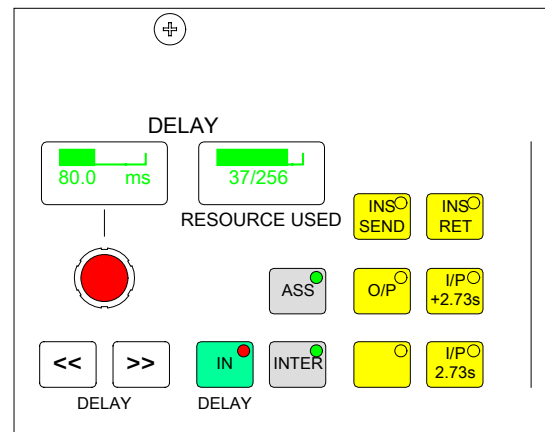 DELAY
80.0 ms
37/256
RESOURCE USED
INS
SEND
INS
RET
ASS
O/P
I/P
+2.73s
<<
>>
IN
INTER
I/P
2.73s
DELAY
DELAY